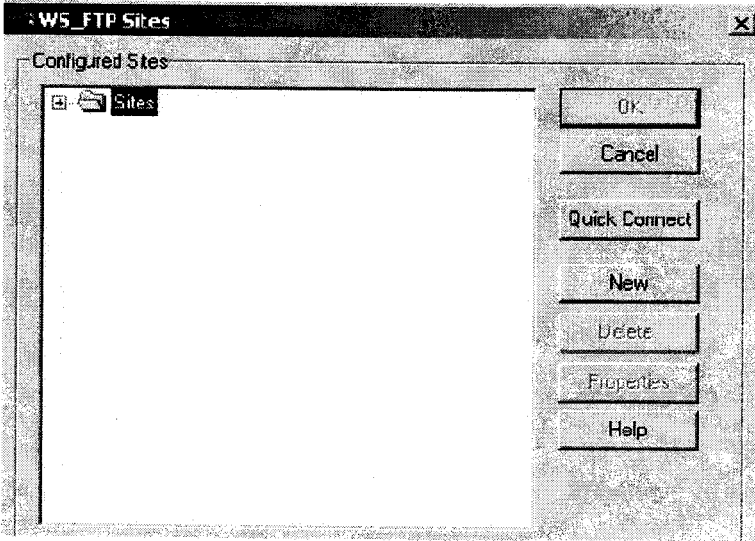 WS_FTP Sites
Configured Sites
Sites
OK
Cancel
Quick Connect
New
Delete
Properties
Help